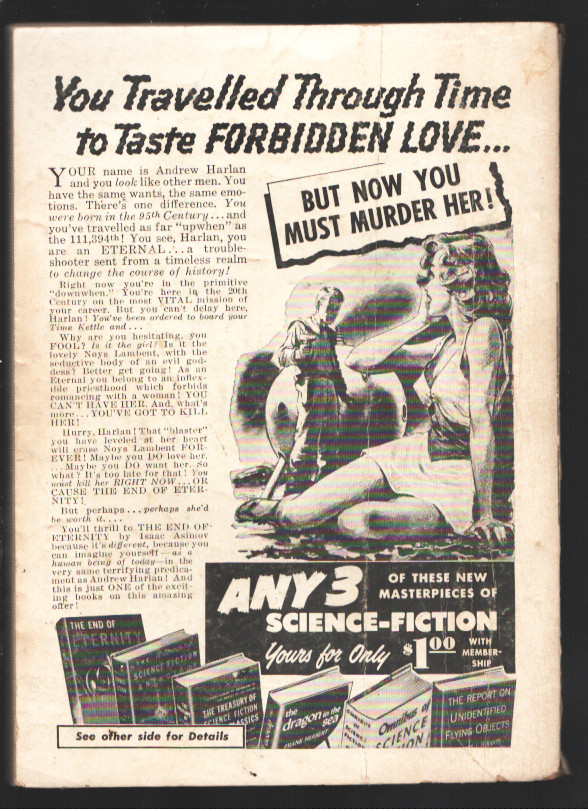 You Travelled Through Time
to Taste FORBIDDEN LOVE...
BUT NOW YOU
MUST MURDER HER!
YOUR name is Andrew Harlan
and you look like other men. You
have the same wants, the same emo-
tions. There's one difference. You
were born in the 95th Century...and
you've travelled as far "upwhen" as
the 111,394th! You see, Harlan, you
are an ETERNAL...a trouble-
shooter sent from a timeless realm
to change the course of history!
Right now you're in the primitive
"downwhen." You're here in the 20th
Century on the most VITAL mission of
your career. But you can't delay here,
Harlan! You've been ordered to board your
Time Kettle and...
Why are you hesitating, you
FOOL? Is it the girl? Is it the
lovely Noys Lambent, with the
seductive body of an evil god-
dess? Better get going! As an
Eternal you belong to an inflex-
ible priesthood which forbids
romancing with a woman! YOU
CAN'T HAVE HER. And, what's
more...YOU'VE GOT TO KILL
HER!
Hurry, Harlan! That "blaster"
you have leveled at her heart
will erase Noys Lambent FOR-
EVER! Maybe you DO love her.
...Maybe you DO want her. So
what? It's too late for that! You
must kill her RIGHT NOW...OR
CAUSE THE END OF ETER-
NITY!
But perhaps...perhaps she'd
be worth it....
You'll thrill to THE END OF
ETERNITY by Isaac Asimov
because it's different, because you
can imagine yourself—as a
human being of today—in the
very same terrifying predica-
ment as Andrew Harlan! And
this is just ONE of the excit-
ing books on this amazing
offer!
ANY 3
OF THESE NEW
MASTERPIECES OF
SCIENCE-FICTION
Yours for Only $1.00 WITH
MEMBER-
SHIP
THE END OF
ETERNITY
SCIENCE FICTION
THE TREASURY OF
SCIENCE FICTION
CLASSICS
the
dragon in the
sea
FRANK HERBERT
Omnibus of
SCIENCE
THE REPORT ON
UNIDENTIFIED
FLYING OBJECTS
See other side for Details